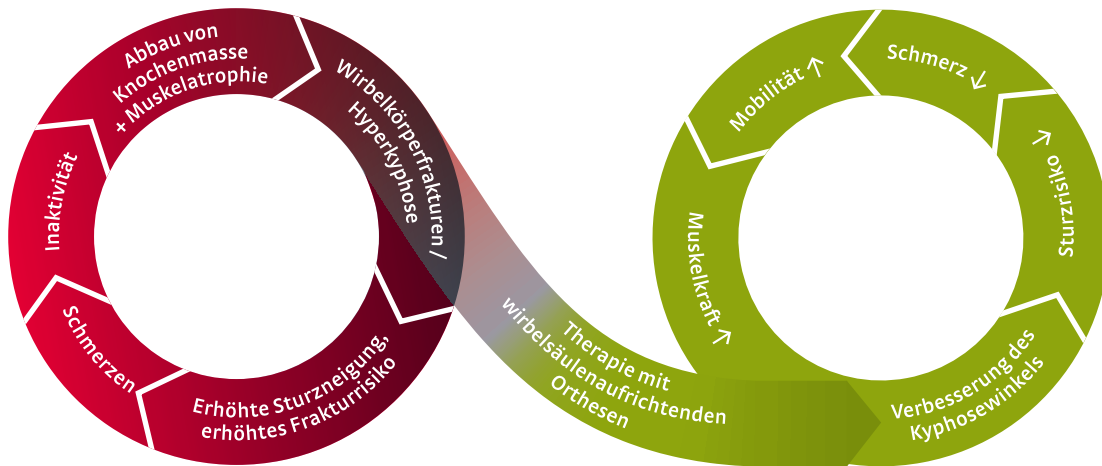 Abbau von
Knochenmasse
+ Muskelatrophie
Wirbelkörperfrakturen /
Hyperkyphose
Erhöhte Sturzneigung,
erhöhtes Frakturrisiko
Schmerzen
Inaktivität
Therapie mit
wirbelsäulenaufrichtenden
Orthesen
Verbesserung des
Kyphosewinkels
Muskelkraft ↑
Mobilität ↑
Schmerz ↓
Sturzrisiko ↓